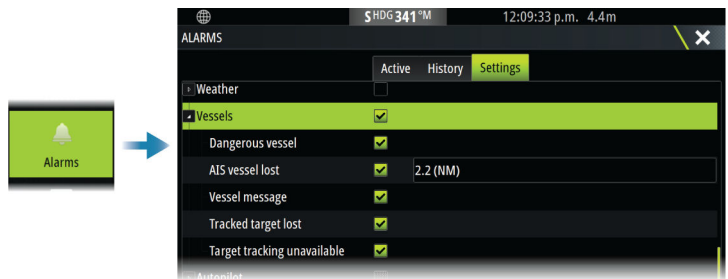 S HDG 341 °M 12:09:33 p.m. 4.4m
ALARMS
Active History Settings
Weather
Vessels
Dangerous vessel
AIS vessel lost 2.2 (NM)
Vessel message
Tracked target lost
Target tracking unavailable
Autopilot
Alarms